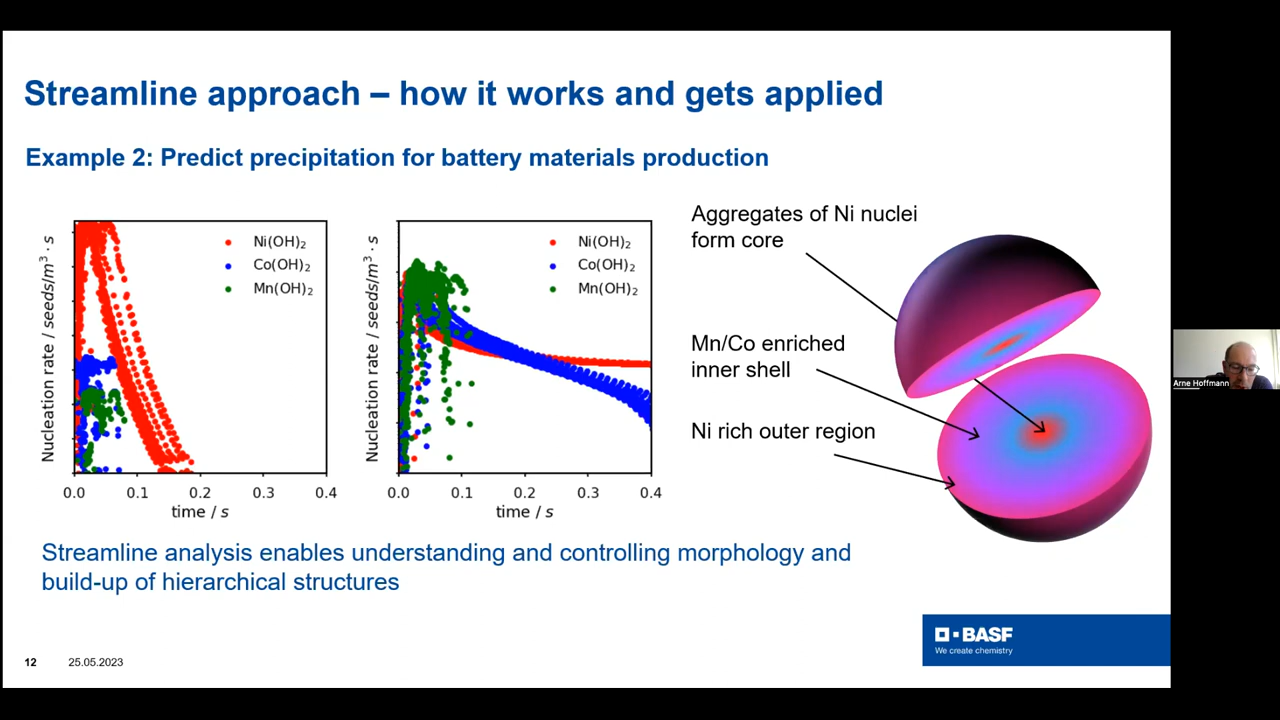 Streamline approach – how it works and gets applied
Example 2: Predict precipitation for battery materials production
Nucleation rate / seeds/m³ · s
Ni(OH)₂
Co(OH)₂
Mn(OH)₂
0.0 0.1 0.2 0.3 0.4
time / s
Nucleation rate / seeds/m³ · s
Ni(OH)₂
Co(OH)₂
Mn(OH)₂
0.0 0.1 0.2 0.3 0.4
time / s
Aggregates of Ni nuclei
form core
Mn/Co enriched
inner shell
Ni rich outer region
Arne Hoffmann
Streamline analysis enables understanding and controlling morphology and
build-up of hierarchical structures
12 25.05.2023
BASF
We create chemistry